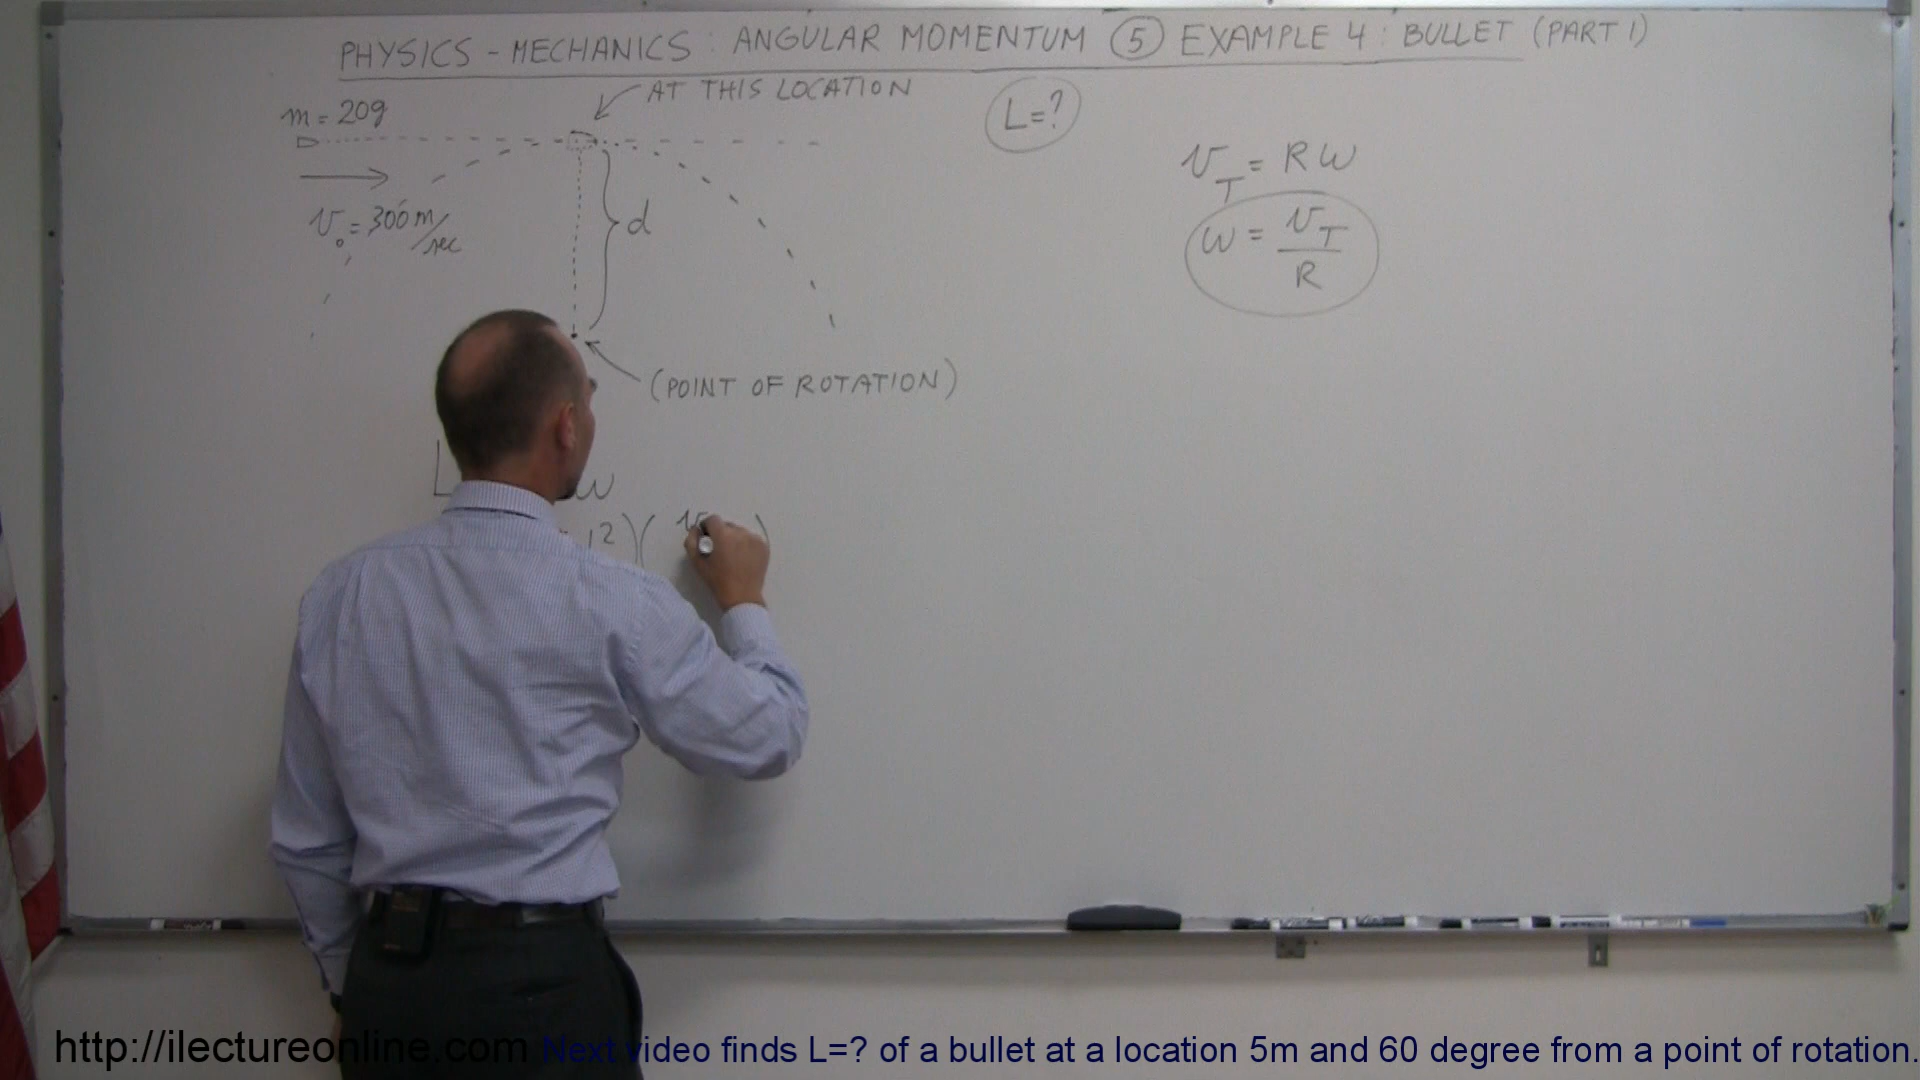 PHYSICS - MECHANICS : ANGULAR MOMENTUM ⑤ EXAMPLE 4 : BULLET (PART 1)
AT THIS LOCATION
m = 20g
L=?
v_T = Rω
v_0 = 300 m/sec
d
ω = v_T / R
(POINT OF ROTATION)
L ω
2)(v )
http://ilectureonline.com Next video finds L=? of a bullet at a location 5m and 60 degree from a point of rotation.